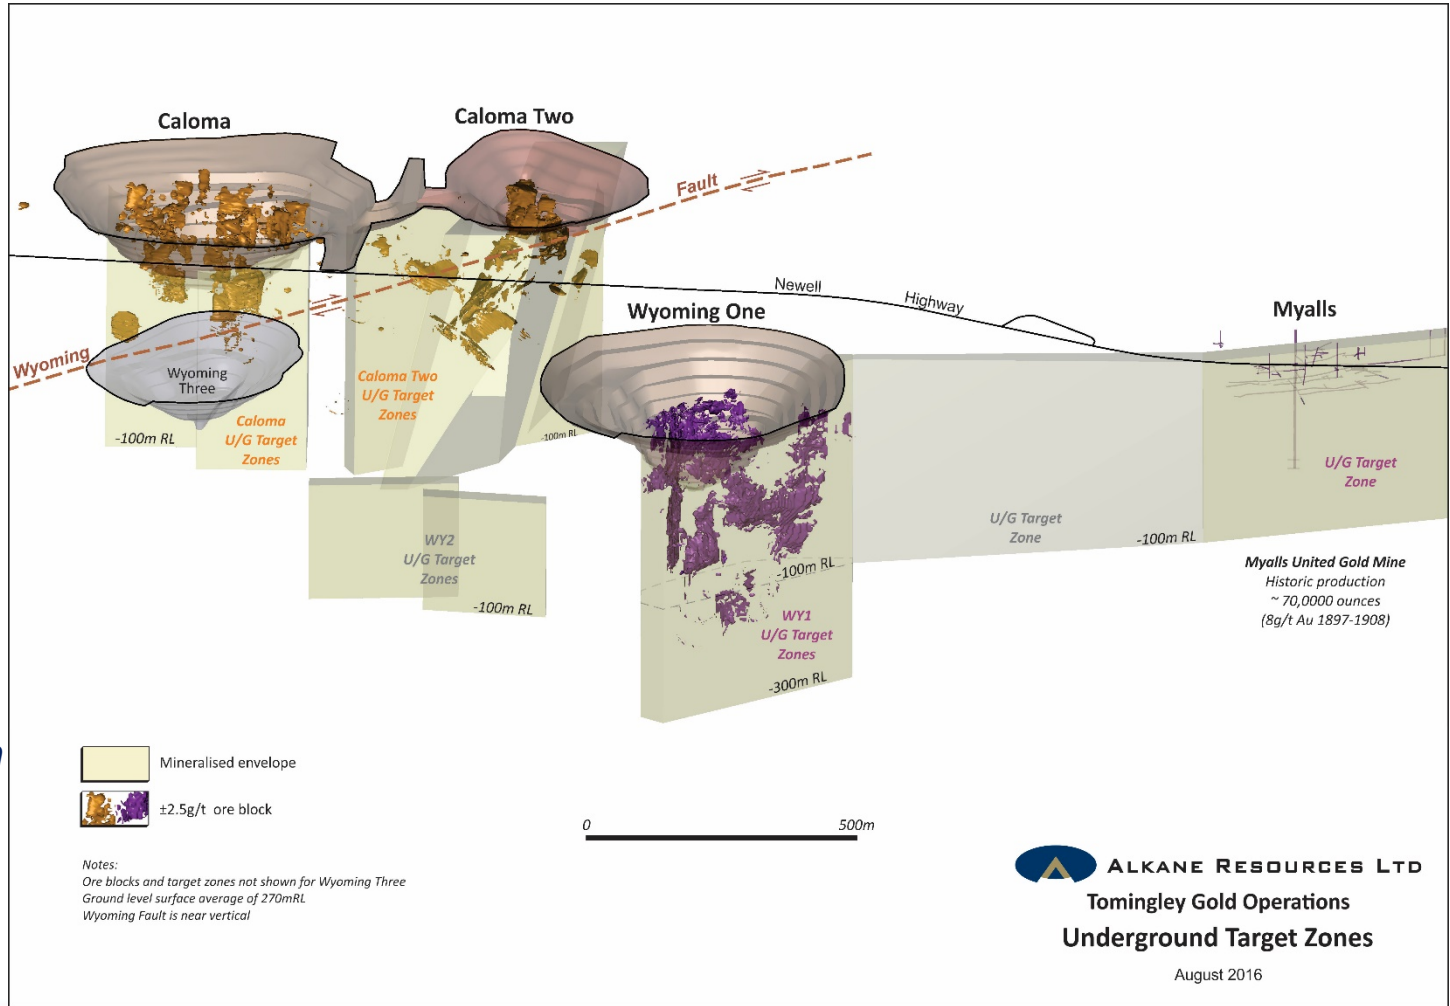 Caloma
Caloma Two
Fault
Newell
Highway
Wyoming One
Myalls
Wyoming
Wyoming
Three
Caloma Two
U/G Target
Zones
Caloma
U/G Target
Zones
-100m RL
-100m RL
U/G Target
Zone
U/G Target
Zone
-100m RL
WY2
U/G Target
Zones
-100m RL
-100m RL
WY1
U/G Target
Zones
-300m RL
Myalls United Gold Mine
Historic production
~ 70,0000 ounces
(8g/t Au 1897-1908)
Mineralised envelope
±2.5g/t ore block
0
500m
Notes:
Ore blocks and target zones not shown for Wyoming Three
Ground level surface average of 270mRL
Wyoming Fault is near vertical
ALKANE RESOURCES LTD
Tomingley Gold Operations
Underground Target Zones
August 2016